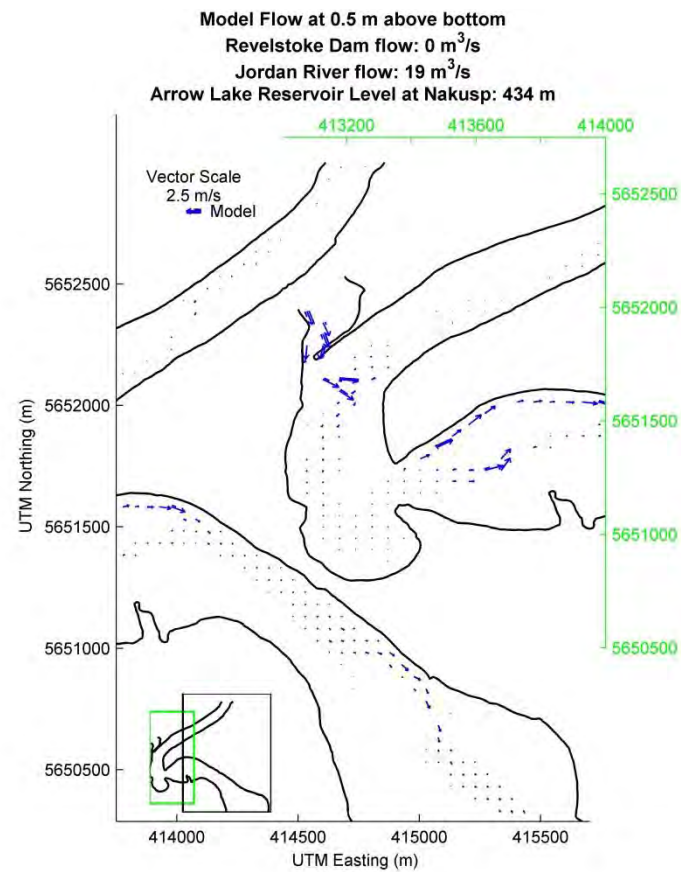 Model Flow at 0.5 m above bottom
Revelstoke Dam flow: 0 m³/s
Jordan River flow: 19 m³/s
Arrow Lake Reservoir Level at Nakusp: 434 m
413200 413600 414000
Vector Scale
2.5 m/s
Model
5652500
5652000
5651500
5651000
5650500
5652500
5652000
5651500
5651000
5650500
UTM Northing (m)
414000 414500 415000 415500
UTM Easting (m)